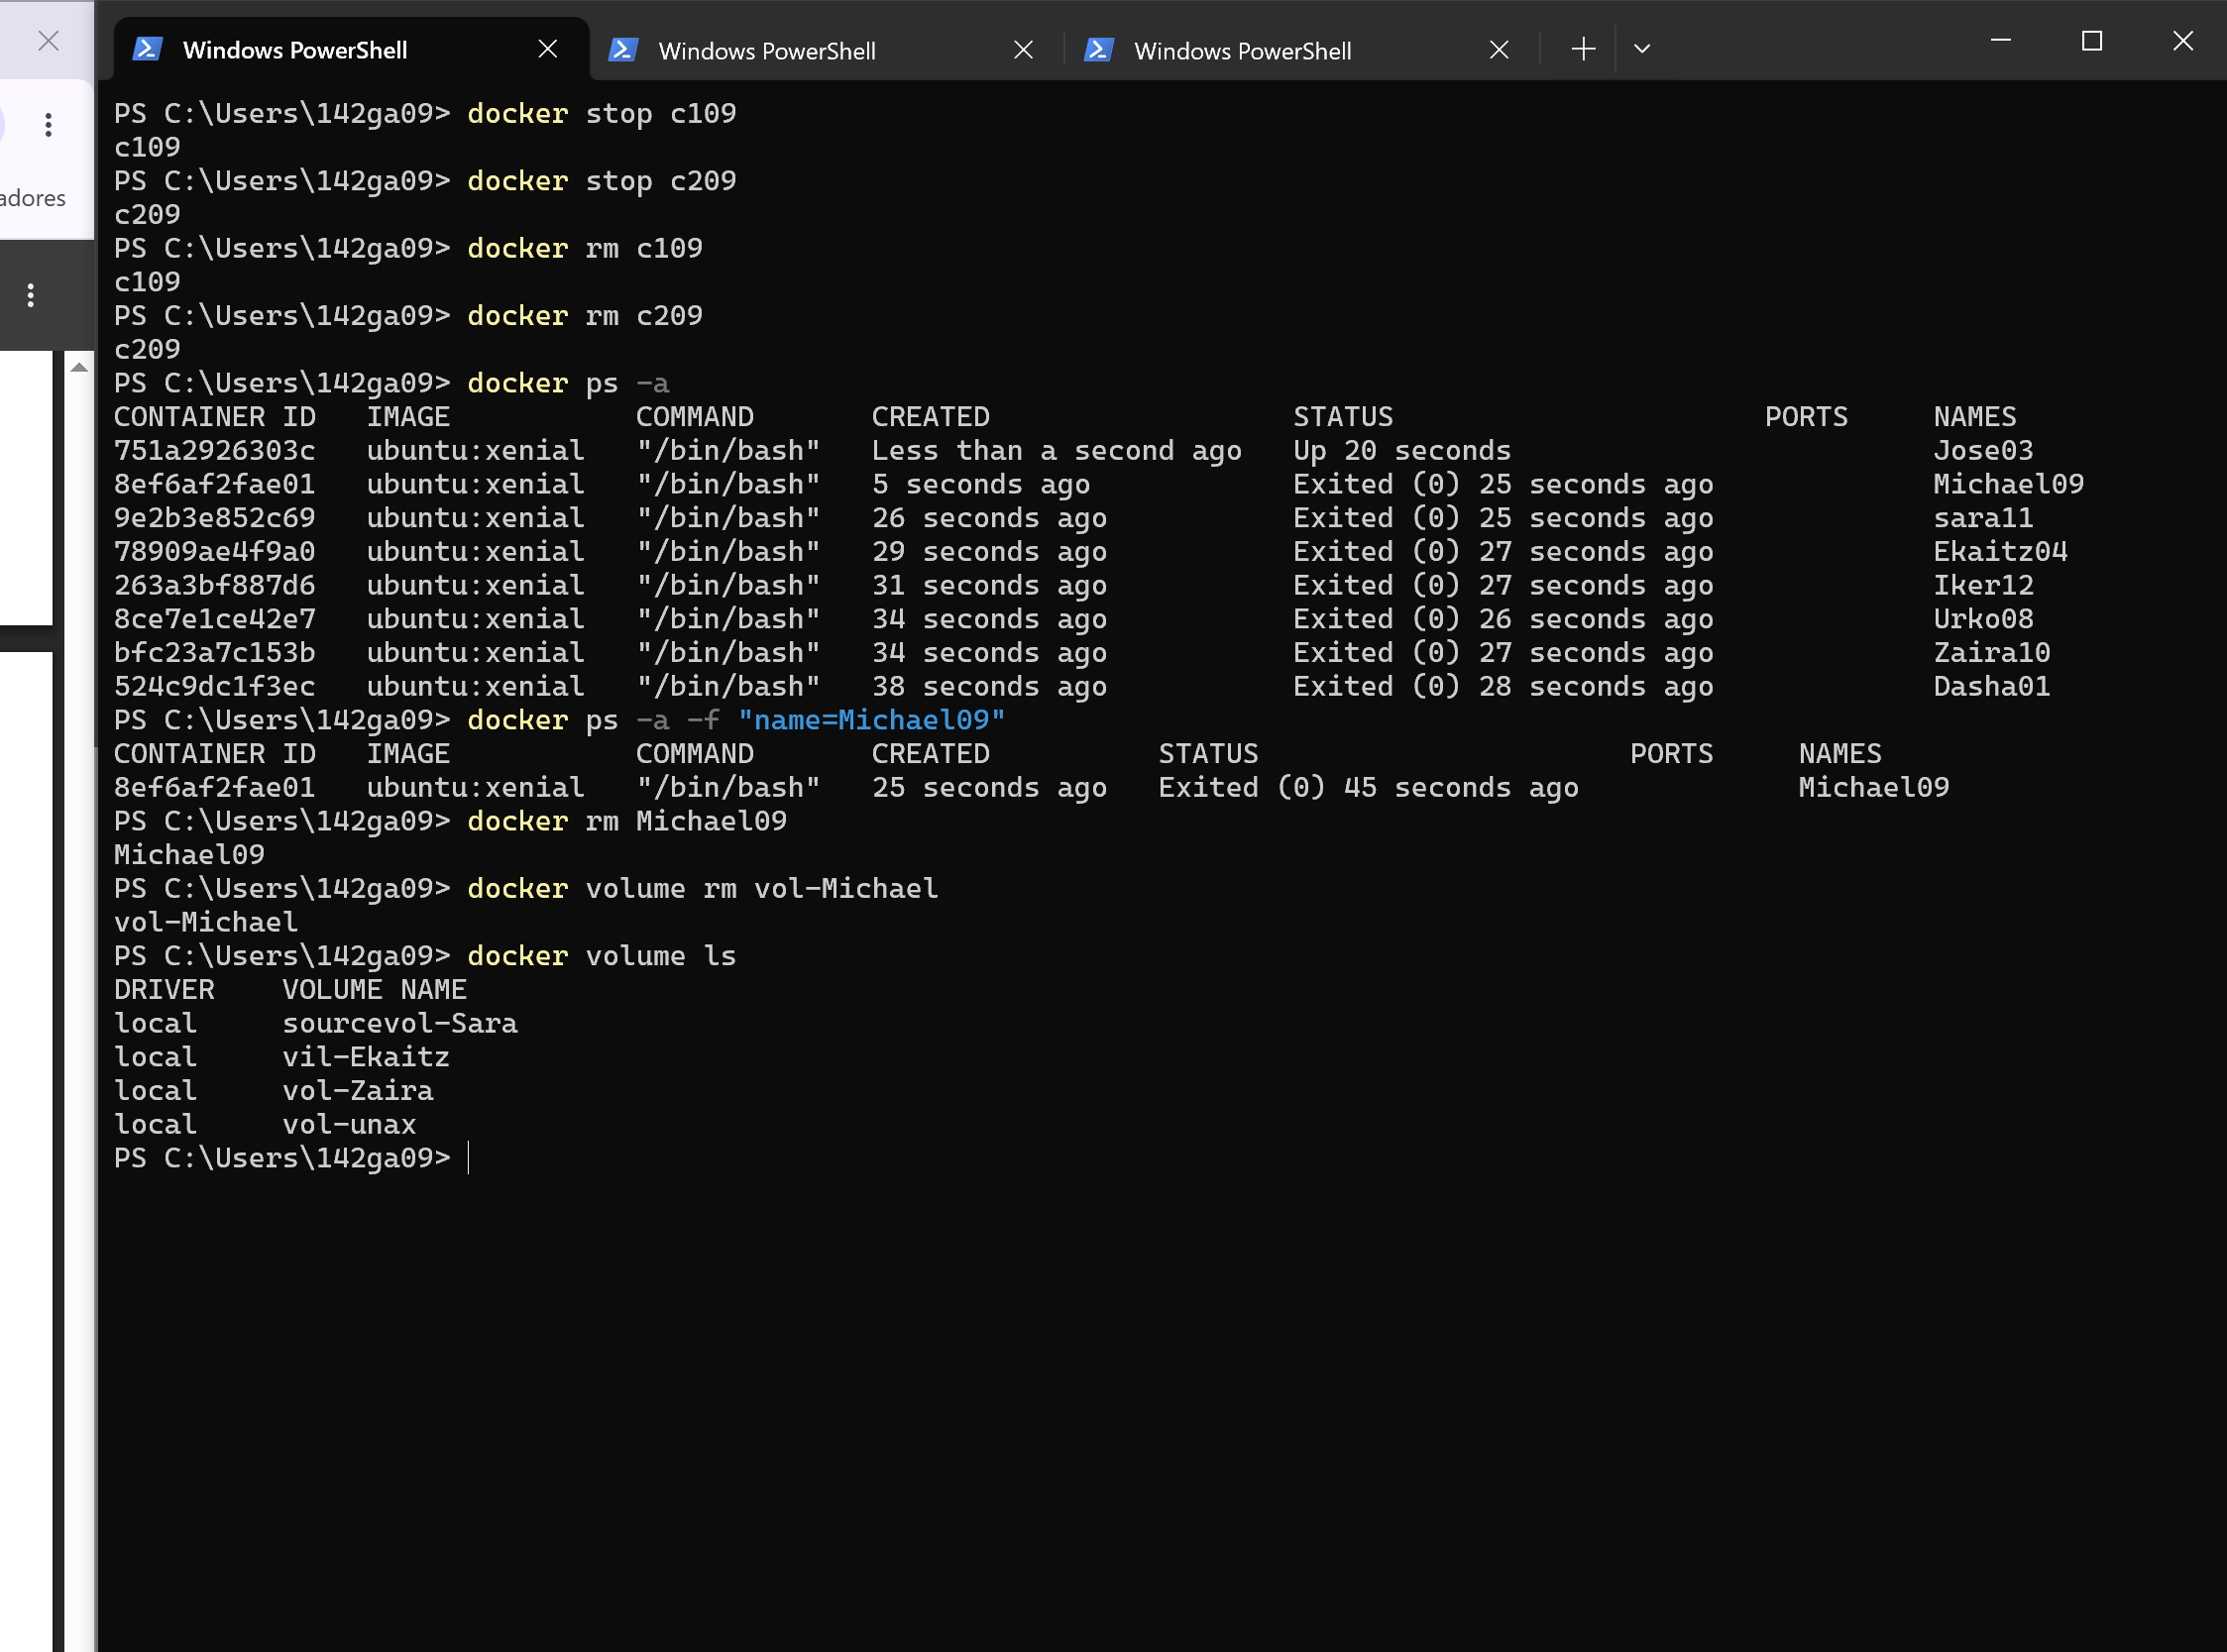 Windows PowerShell
Windows PowerShell
Windows PowerShell
adores
PS C:\Users\142ga09> docker stop c109
c109
PS C:\Users\142ga09> docker stop c209
c209
PS C:\Users\142ga09> docker rm c109
c109
PS C:\Users\142ga09> docker rm c209
c209
PS C:\Users\142ga09> docker ps -a
CONTAINER ID   IMAGE           COMMAND       CREATED                  STATUS                      PORTS     NAMES
751a2926303c   ubuntu:xenial   "/bin/bash"   Less than a second ago   Up 20 seconds                         Jose03
8ef6af2fae01   ubuntu:xenial   "/bin/bash"   5 seconds ago            Exited (0) 25 seconds ago             Michael09
9e2b3e852c69   ubuntu:xenial   "/bin/bash"   26 seconds ago           Exited (0) 25 seconds ago             sara11
78909ae4f9a0   ubuntu:xenial   "/bin/bash"   29 seconds ago           Exited (0) 27 seconds ago             Ekaitz04
263a3bf887d6   ubuntu:xenial   "/bin/bash"   31 seconds ago           Exited (0) 27 seconds ago             Iker12
8ce7e1ce42e7   ubuntu:xenial   "/bin/bash"   34 seconds ago           Exited (0) 26 seconds ago             Urko08
bfc23a7c153b   ubuntu:xenial   "/bin/bash"   34 seconds ago           Exited (0) 27 seconds ago             Zaira10
524c9dc1f3ec   ubuntu:xenial   "/bin/bash"   38 seconds ago           Exited (0) 28 seconds ago             Dasha01
PS C:\Users\142ga09> docker ps -a -f "name=Michael09"
CONTAINER ID   IMAGE           COMMAND       CREATED          STATUS                      PORTS     NAMES
8ef6af2fae01   ubuntu:xenial   "/bin/bash"   25 seconds ago   Exited (0) 45 seconds ago             Michael09
PS C:\Users\142ga09> docker rm Michael09
Michael09
PS C:\Users\142ga09> docker volume rm vol-Michael
vol-Michael
PS C:\Users\142ga09> docker volume ls
DRIVER    VOLUME NAME
local     sourcevol-Sara
local     vil-Ekaitz
local     vol-Zaira
local     vol-unax
PS C:\Users\142ga09>